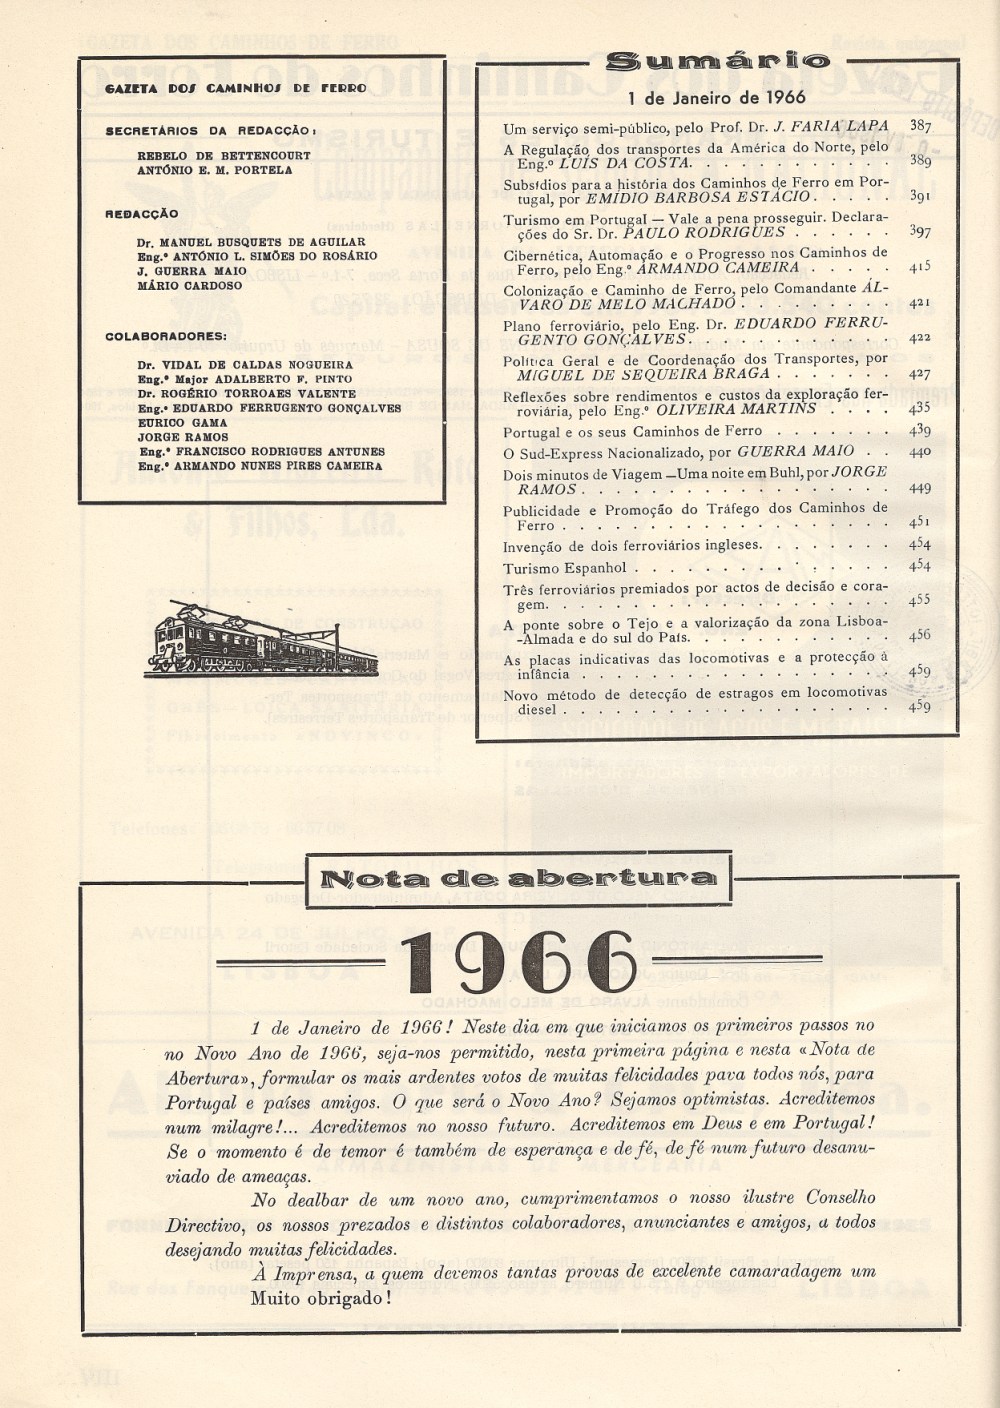 GAZETA DOS CAMINHOS DE FERRO
SECRETÁRIOS DA REDACÇÃO:
REBELO DE BETTENCOURT
ANTÓNIO E. M. PORTELA
REDACÇÃO
Dr. MANUEL BUSQUETS DE AGUILAR
Eng.º ANTÓNIO L. SIMÕES DO ROSÁRIO
J. GUERRA MAIO
MÁRIO CARDOSO
COLABORADORES:
Dr. VIDAL DE CALDAS NOGUEIRA
Eng.º Major ADALBERTO F. PINTO
Dr. ROGÉRIO TORROAES VALENTE
Eng.º EDUARDO FERRUGENTO GONÇALVES
EURICO GAMA
JORGE RAMOS
Eng.º FRANCISCO RODRIGUES ANTUNES
Eng.º ARMANDO NUNES PIRES CAMEIRA
Sumário
1 de Janeiro de 1966
Um serviço semi-público, pelo Prof. Dr. J. FARIA LAPA 387
A Regulação dos transportes da América do Norte, pelo
Eng.º LUÍS DA COSTA. . . . . . . . . . . 389
Subsídios para a história dos Caminhos de Ferro em Por-
tugal, por EMÍDIO BARBOSA ESTÁCIO. . . . . 391
Turismo em Portugal — Vale a pena prosseguir. Declara-
ções do Sr. Dr. PAULO RODRIGUES . . . . . . 397
Cibernética, Automação e o Progresso nos Caminhos de
Ferro, pelo Eng.º ARMANDO CAMEIRA . . . . . 415
Colonização e Caminho de Ferro, pelo Comandante ÁL-
VARO DE MELO MACHADO . . . . . . . . 421
Plano ferroviário, pelo Eng. Dr. EDUARDO FERRU-
GENTO GONÇALVES. . . . . . . . . . . 422
Política Geral e de Coordenação dos Transportes, por
MIGUEL DE SEQUEIRA BRAGA . . . . . . . 427
Reflexões sobre rendimentos e custos da exploração fer-
roviária, pelo Eng.º OLIVEIRA MARTINS . . . . 435
Portugal e os seus Caminhos de Ferro . . . . . . . 439
O Sud-Express Nacionalizado, por GUERRA MAIO . . 440
Dois minutos de Viagem —Uma noite em Buhl, por JORGE
RAMOS . . . . . . . . . . . . . . . . . 449
Publicidade e Promoção do Tráfego dos Caminhos de
Ferro . . . . . . . . . . . . . . . . . . 451
Invenção de dois ferroviários ingleses. . . . . . . . 454
Turismo Espanhol . . . . . . . . . . . . . . 454
Três ferroviários premiados por actos de decisão e cora-
gem. . . . . . . . . . . . . . . . . . . 455
A ponte sobre o Tejo e a valorização da zona Lisboa-
-Almada e do sul do País. . . . . . . . . . . 456
As placas indicativas das locomotivas e a protecção à
infância . . . . . . . . . . . . . . . . . 459
Novo método de detecção de estragos em locomotivas
diesel . . . . . . . . . . . . . . . . . . 459
Nota de abertura
1966
1 de Janeiro de 1966! Neste dia em que iniciamos os primeiros passos no
no Novo Ano de 1966, seja-nos permitido, nesta primeira página e nesta «Nota de
Abertura», formular os mais ardentes votos de muitas felicidades pava todos nós, para
Portugal e países amigos. O que será o Novo Ano? Sejamos optimistas. Acreditemos
num milagre!... Acreditemos no nosso futuro. Acreditemos em Deus e em Portugal!
Se o momento é de temor é também de esperança e de fé, de fé num futuro desanu-
viado de ameaças.
No dealbar de um novo ano, cumprimentamos o nosso ilustre Conselho
Directivo, os nossos prezados e distintos colaboradores, anunciantes e amigos, a todos
desejando muitas felicidades.
À Imprensa, a quem devemos tantas provas de excelente camaradagem um
Muito obrigado!